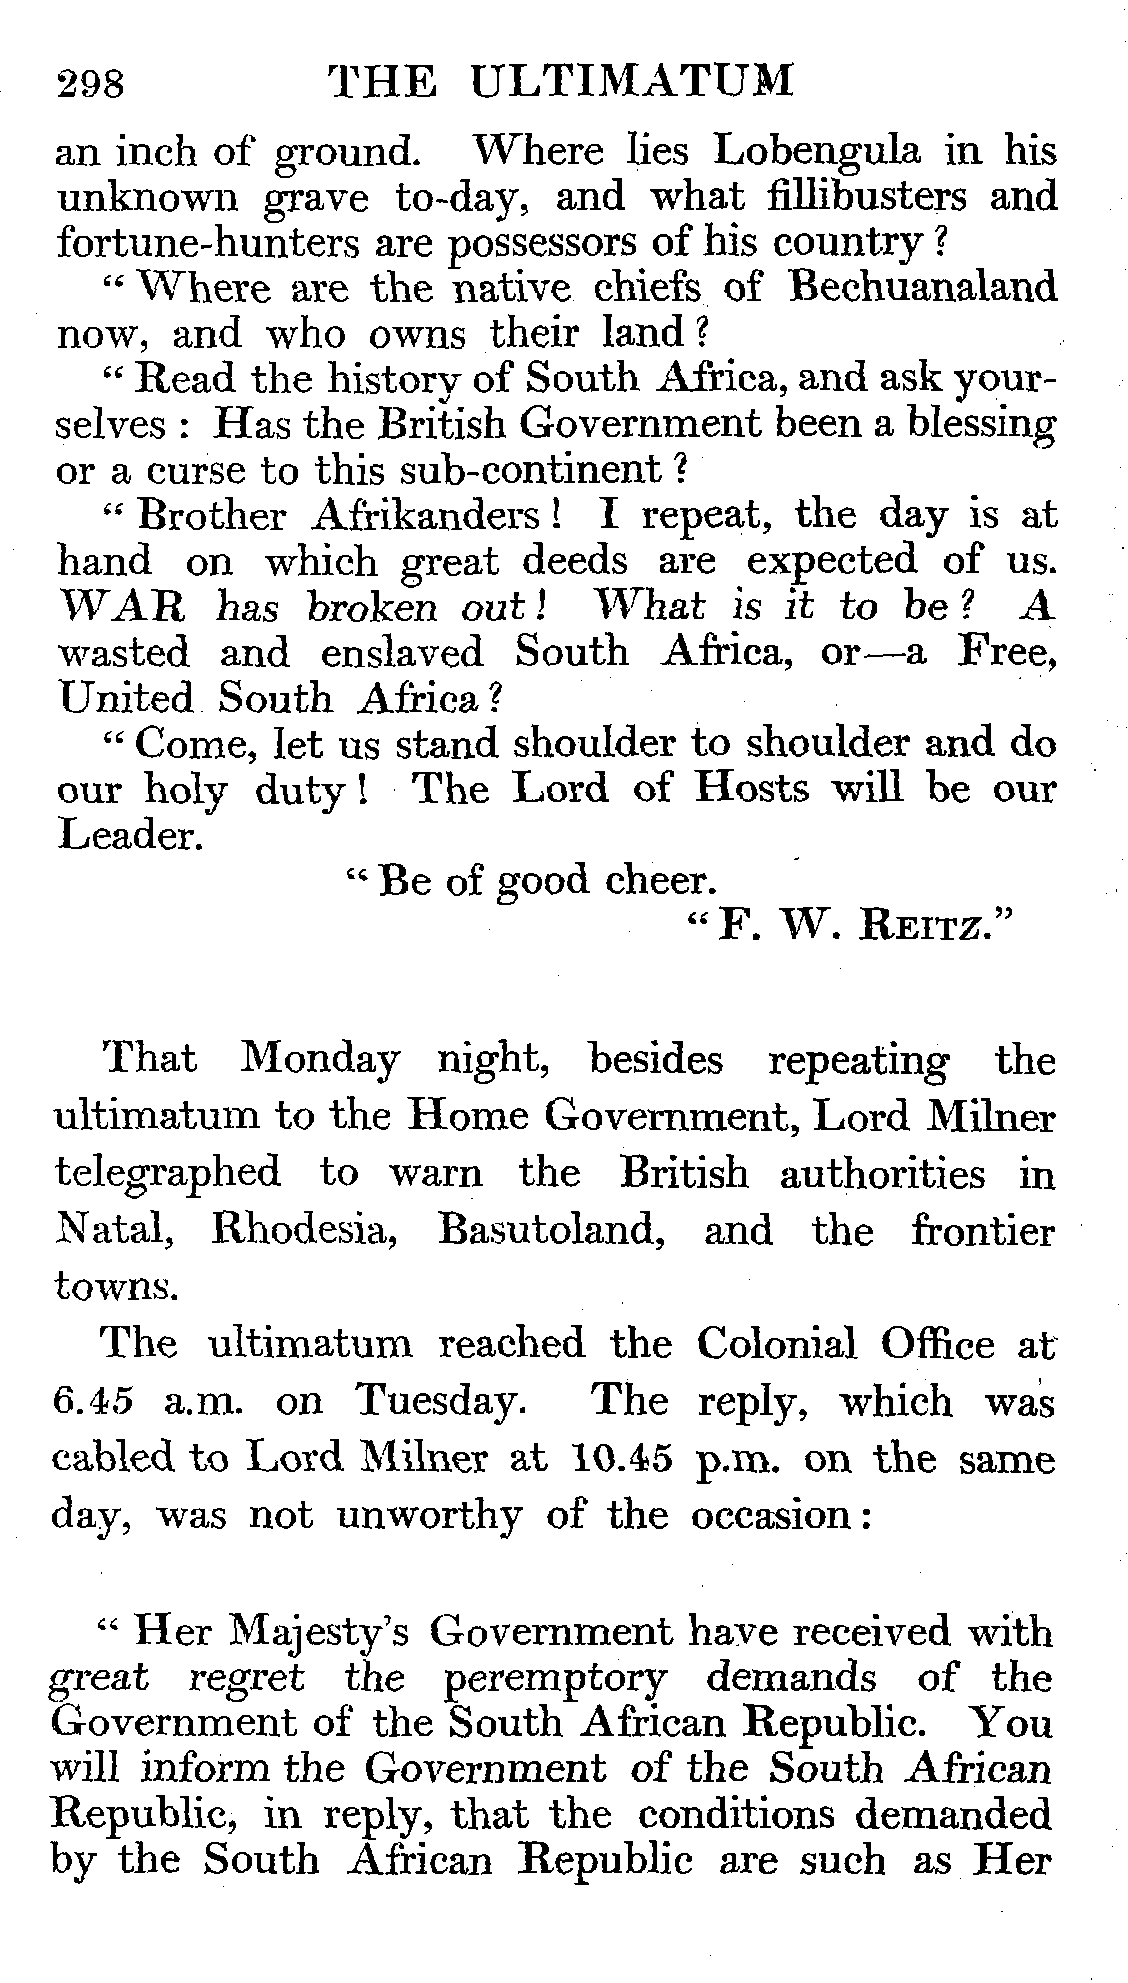 298 THE ULTIMATUM
an inch of ground. Where lies Lobengula in his
unknown grave to-day, and what fillibusters and
fortune-hunters are possessors of his country ?
“ Where are the native chiefs of Bechuanaland
now, and who owns their land ?
“ Read the history of South Africa, and ask your-
selves : Has the British Government been a blessing
or a curse to this sub-continent ?
“ Brother Afrikanders ! I repeat, the day is at
hand on which great deeds are expected of us.
WAR has broken out ! What is it to be ? A
wasted and enslaved South Africa, or—a Free,
United South Africa ?
“ Come, let us stand shoulder to shoulder and do
our holy duty ! The Lord of Hosts will be our
Leader.
“ Be of good cheer.
“ F. W. REITZ.”
That Monday night, besides repeating the
ultimatum to the Home Government, Lord Milner
telegraphed to warn the British authorities in
Natal, Rhodesia, Basutoland, and the frontier
towns.
The ultimatum reached the Colonial Office at
6.45 a.m. on Tuesday. The reply, which was
cabled to Lord Milner at 10.45 p.m. on the same
day, was not unworthy of the occasion :
“ Her Majesty’s Government have received with
great regret the peremptory demands of the
Government of the South African Republic. You
will inform the Government of the South African
Republic, in reply, that the conditions demanded
by the South African Republic are such as Her